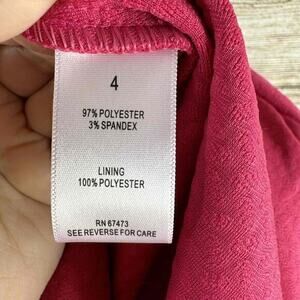 4
97% POLYESTER
3% SPANDEX
LINING
100% POLYESTER
RN 67473
SEE REVERSE FOR CARE